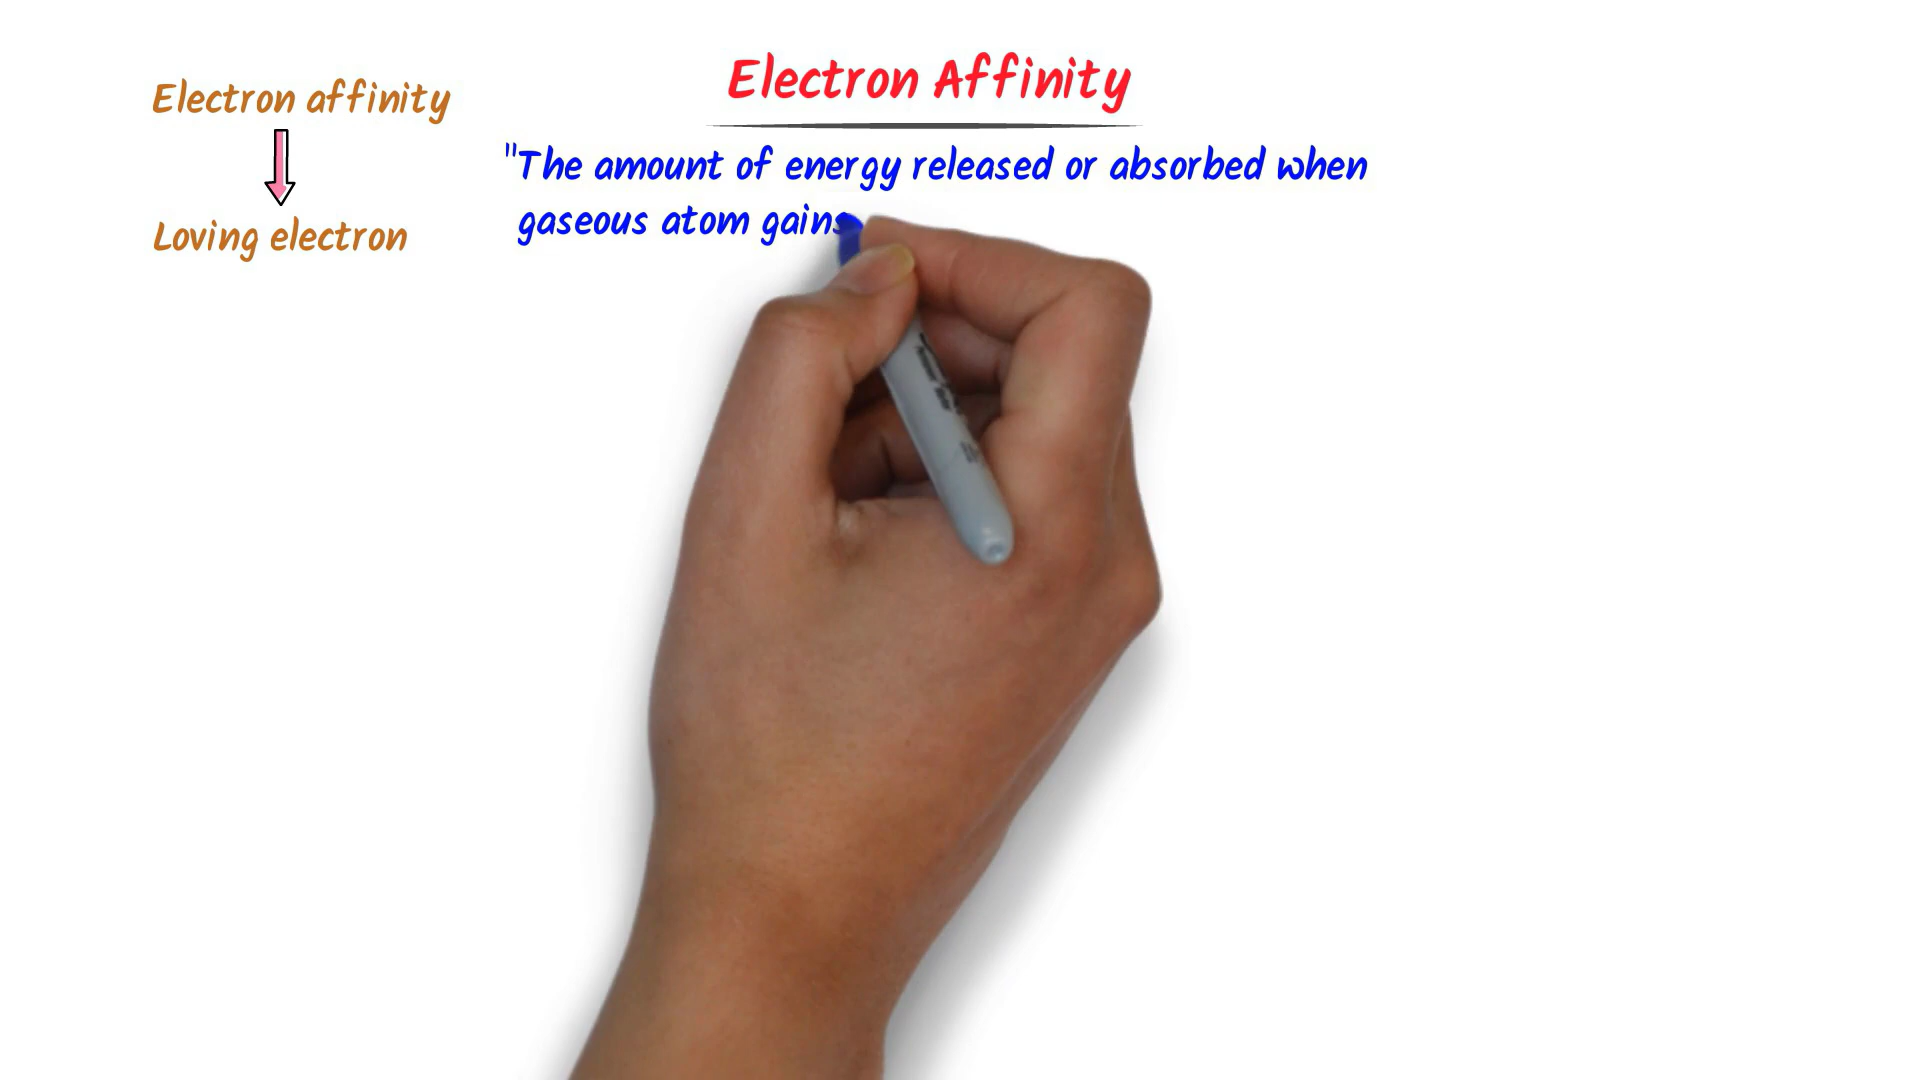 Electron Affinity
Electron affinity
Loving electron
"The amount of energy released or absorbed when
gaseous atom gains